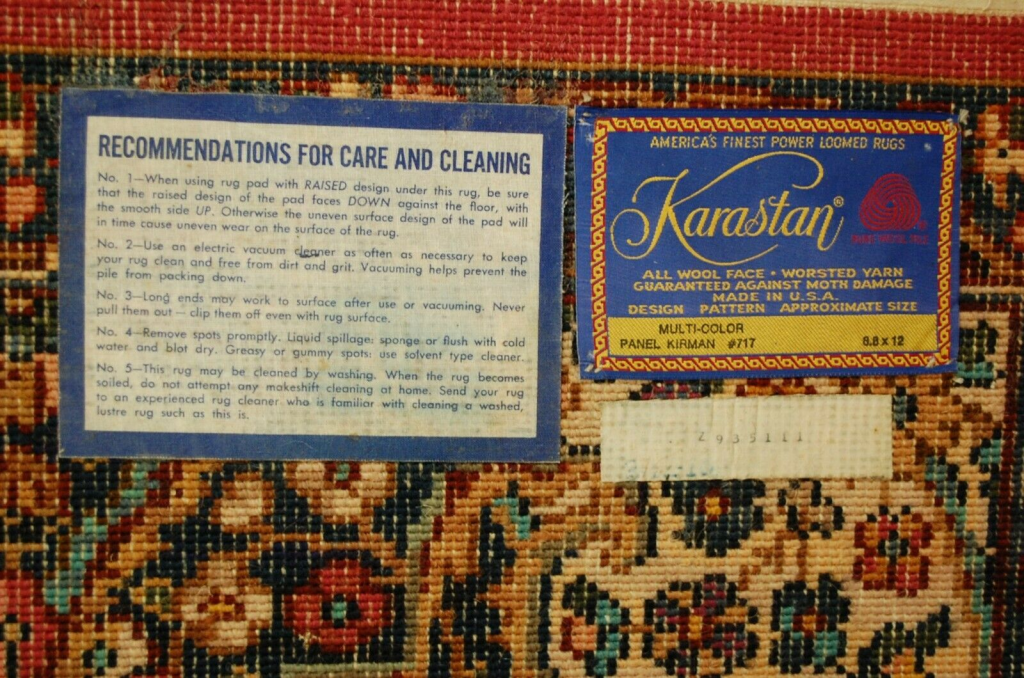 RECOMMENDATIONS FOR CARE AND CLEANING
No. 1—When using rug pad with RAISED design under this rug, be sure
that the raised design of the pad faces DOWN against the floor, with
the smooth side UP. Otherwise the uneven surface design of the pad will
in time cause uneven wear on the surface of the rug.
No. 2—Use an electric vacuum cleaner as often as necessary to keep
your rug clean and free from dirt and grit. Vacuuming helps prevent the
pile from packing down.
No. 3—Long ends may work to surface after use or vacuuming. Never
pull them out — clip them off even with rug surface.
No. 4—Remove spots promptly. Liquid spillage: sponge or flush with cold
water and blot dry. Greasy or gummy spots: use solvent type cleaner.
No. 5—This rug may be cleaned by washing. When the rug becomes
soiled, do not attempt any makeshift cleaning at home. Send your rug
to an experienced rug cleaner who is familiar with cleaning a washed,
lustre rug such as this is.
AMERICA'S FINEST POWER LOOMED RUGS
Karastan®
ALL WOOL FACE • WORSTED YARN
GUARANTEED AGAINST MOTH DAMAGE
MADE IN U.S.A.
DESIGN PATTERN APPROXIMATE SIZE
MULTI-COLOR
PANEL KIRMAN #717 8.8 x 12
Z 935111